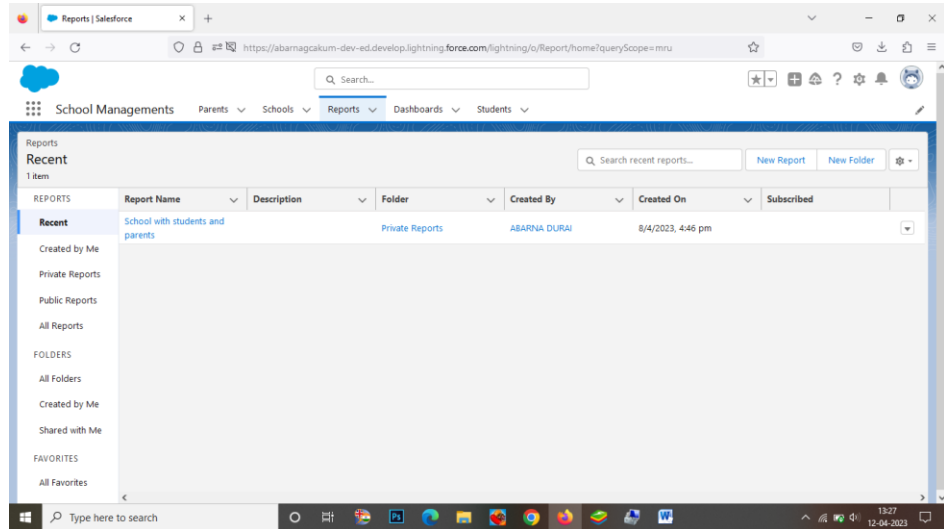 Reports | Salesforce
https://abarnagcakum-dev-ed.develop.lightning.force.com/lightning/o/Report/home?queryScope=mru
Search...
School Managements Parents Schools Reports Dashboards Students
Reports
Recent
1 item
Search recent reports...
New Report New Folder
REPORTS Report Name Description Folder Created By Created On Subscribed
Recent School with students and
parents Private Reports ABARNA DURAI 8/4/2023, 4:46 pm
Created by Me
Private Reports
Public Reports
All Reports
FOLDERS
All Folders
Created by Me
Shared with Me
FAVORITES
All Favorites
Type here to search
Ps
W
13:27
12-04-2023